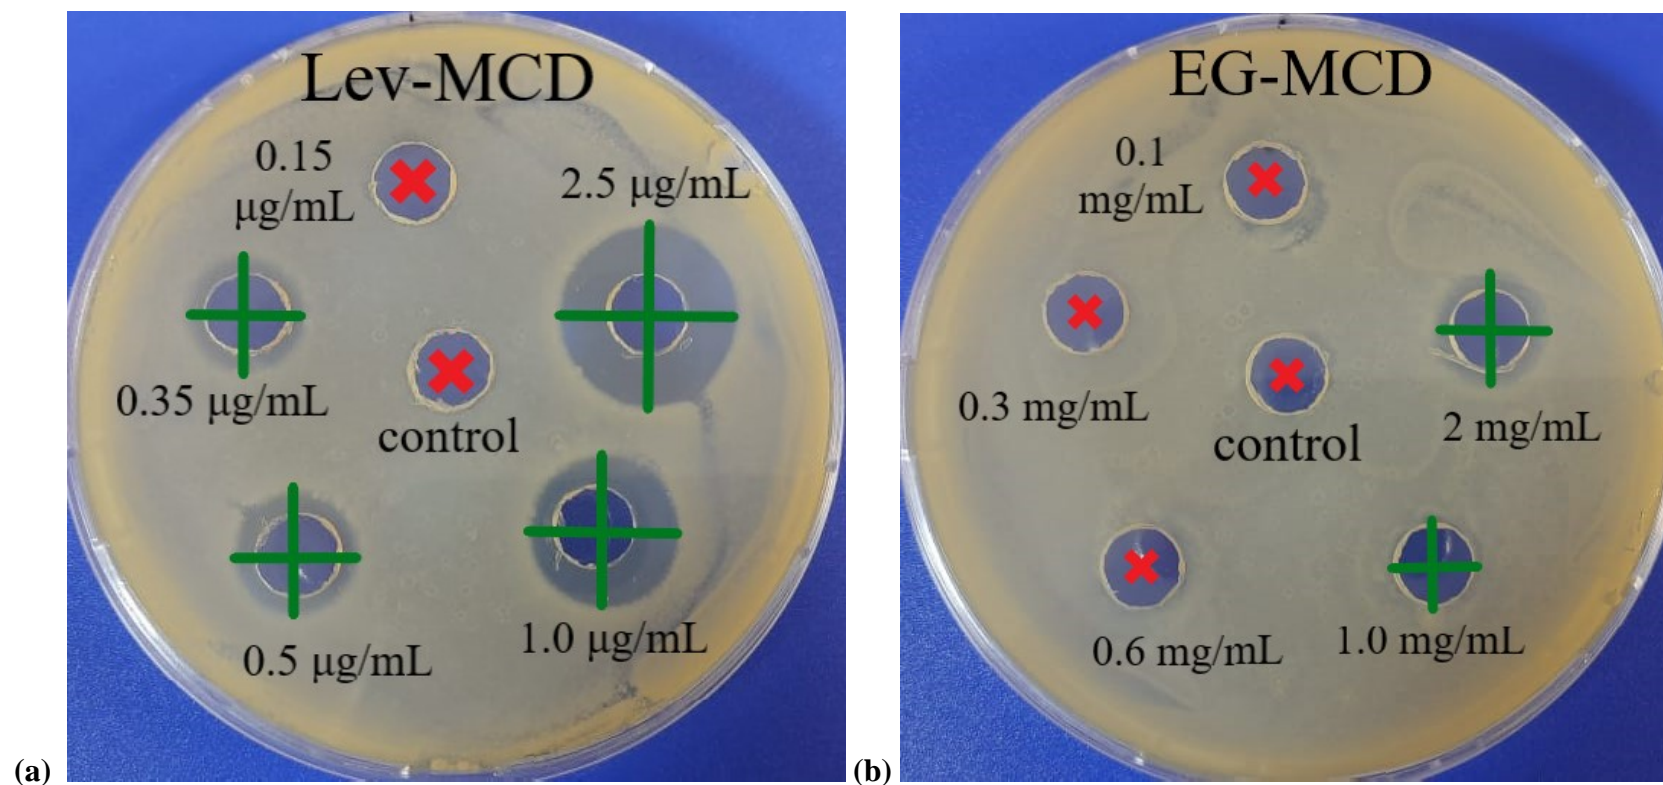 Lev-MCD
0.15
μg/mL
2.5 μg/mL
0.35 μg/mL
control
0.5 μg/mL
1.0 μg/mL
(a)
EG-MCD
0.1
mg/mL
0.3 mg/mL
control
2 mg/mL
0.6 mg/mL
1.0 mg/mL
(b)